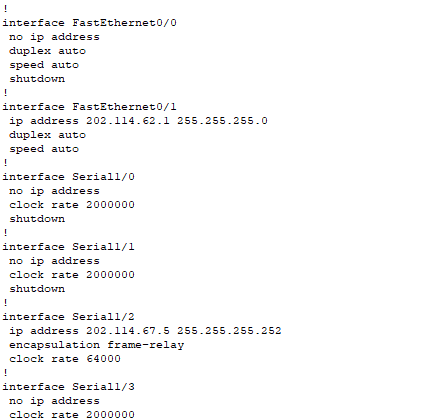 !
interface FastEthernet0/0
 no ip address
 duplex auto
 speed auto
 shutdown
!
interface FastEthernet0/1
 ip address 202.114.62.1 255.255.255.0
 duplex auto
 speed auto
!
interface Serial1/0
 no ip address
 clock rate 2000000
 shutdown
!
interface Serial1/1
 no ip address
 clock rate 2000000
 shutdown
!
interface Serial1/2
 ip address 202.114.67.5 255.255.255.252
 encapsulation frame-relay
 clock rate 64000
!
interface Serial1/3
 no ip address
 clock rate 2000000